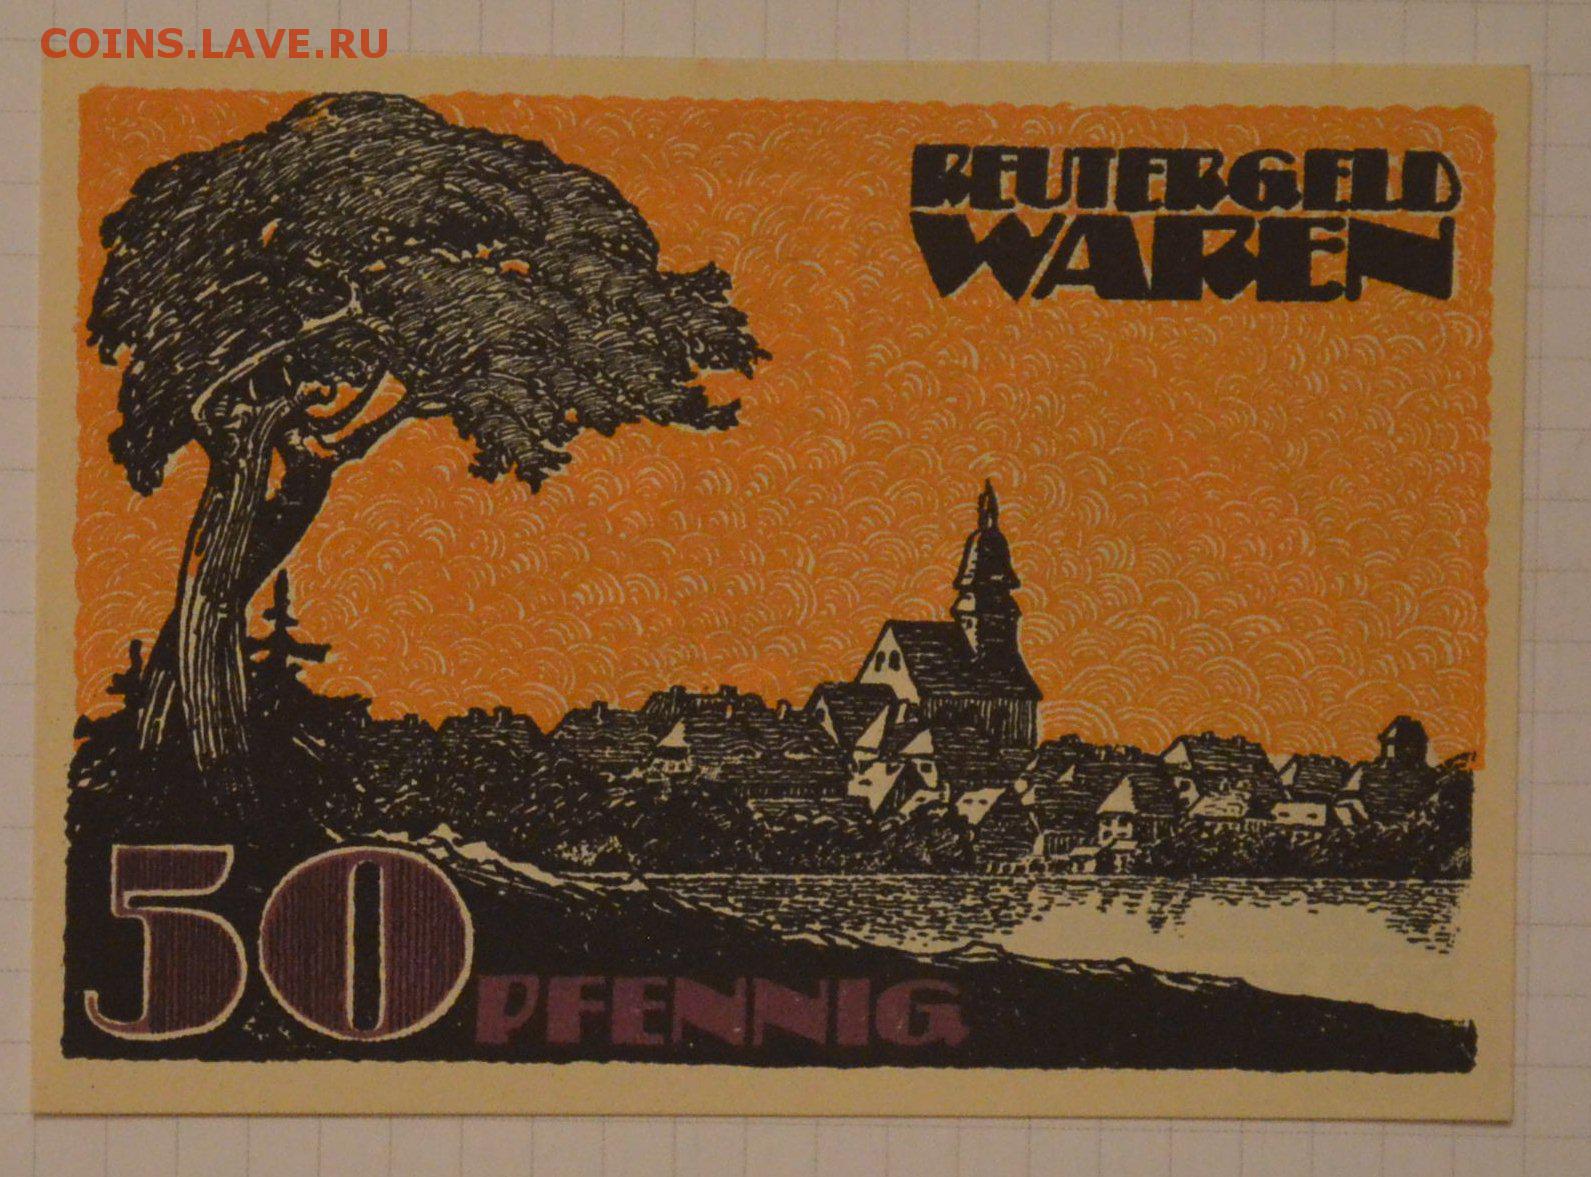 COINS.LAVE.RU
REUTERGELD
WAREN
50
PFENNIG